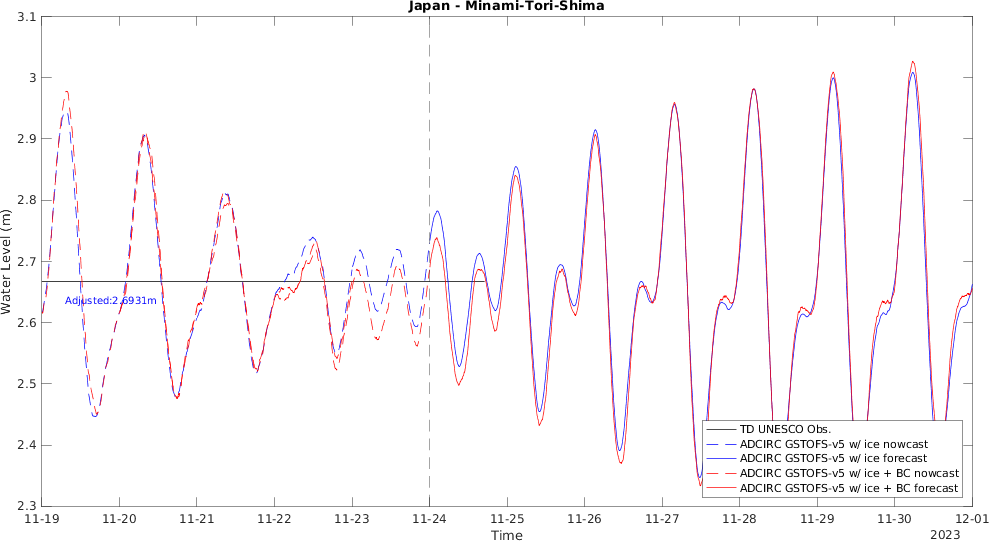 Japan - Minami-Tori-Shima
Water Level (m)
3.1
3
2.9
2.8
2.7
2.6
2.5
2.4
2.3
Adjusted:2.6931m
TD UNESCO Obs.
ADCIRC GSTOFS-v5 w/ ice nowcast
ADCIRC GSTOFS-v5 w/ ice forecast
ADCIRC GSTOFS-v5 w/ ice + BC nowcast
ADCIRC GSTOFS-v5 w/ ice + BC forecast
11-19 11-20 11-21 11-22 11-23 11-24 11-25 11-26 11-27 11-28 11-29 11-30 12-01
Time
2023